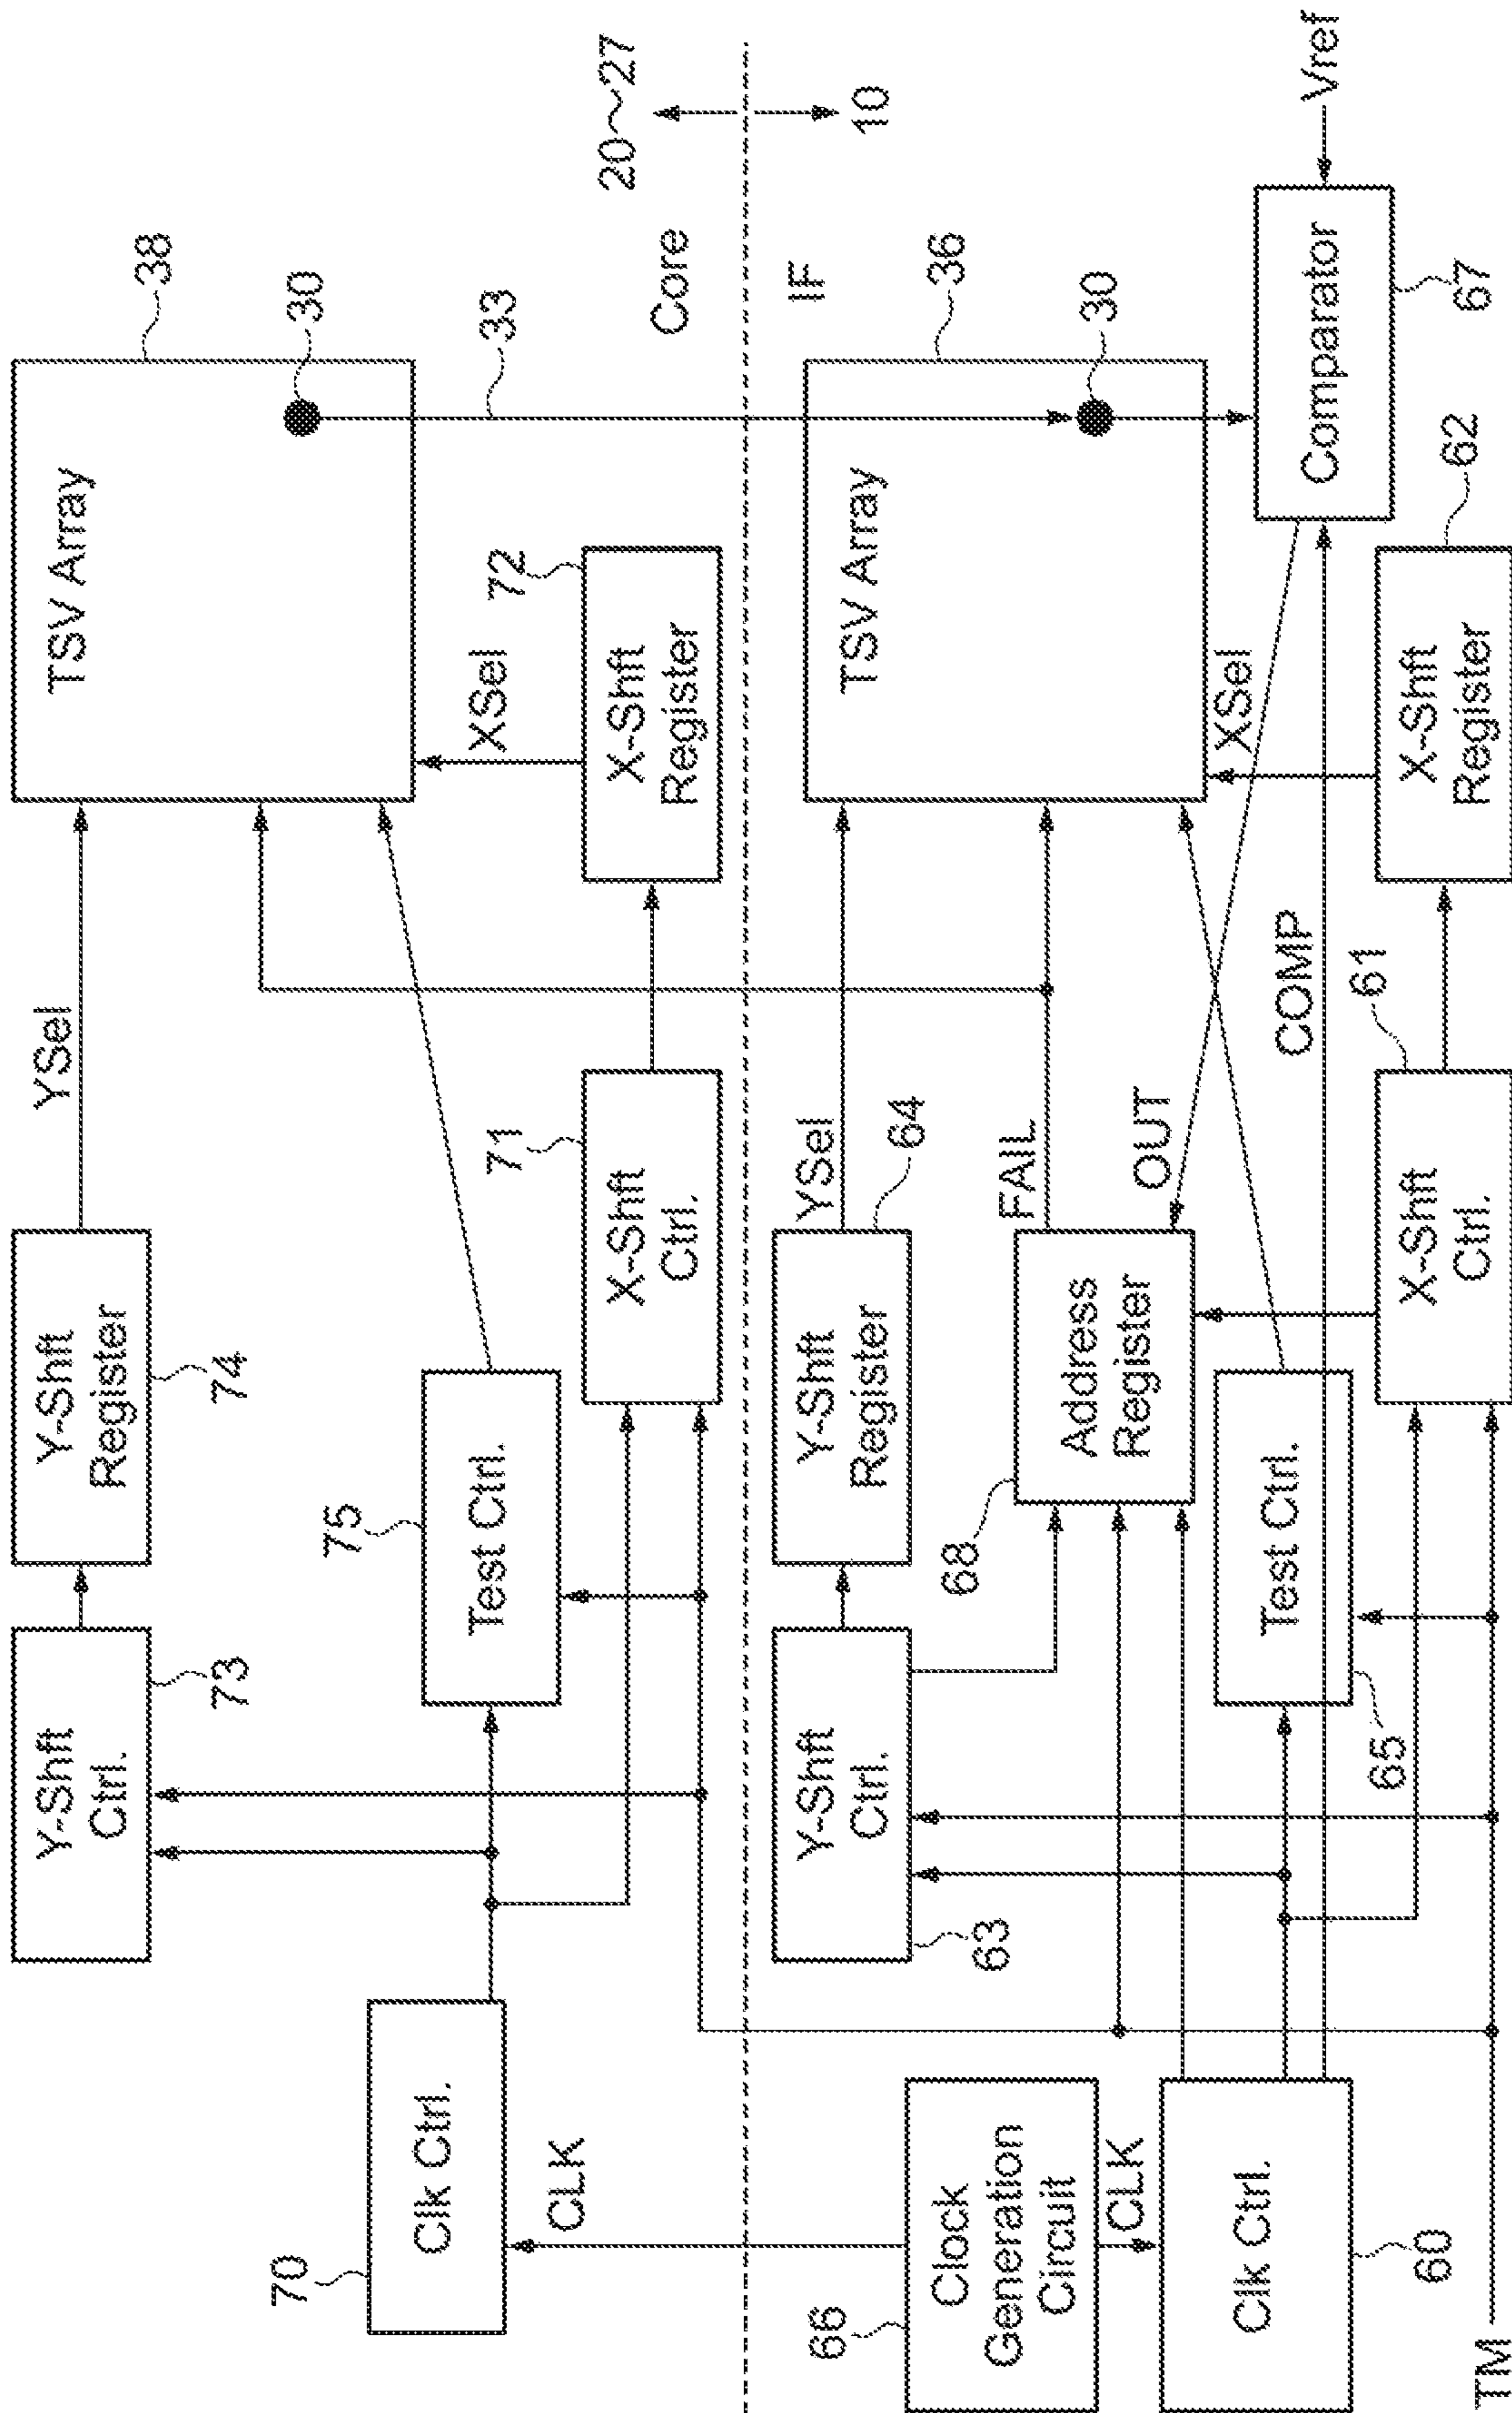 Y-Shft
Ctrl.
73
Y-Shft
Register
74
YSel
TSV Array
38
30
33
Clk Ctrl.
70
CLK
Test Ctrl.
75
X-Shft
Ctrl.
71
X-Shft
Register
72
XSel
Core
20~27
IF
10
Y-Shft
Ctrl.
63
Y-Shft
Register
64
YSel
TSV Array
36
30
Clock
Generation
Circuit
66
CLK
Clk Ctrl.
60
Address
Register
68
FAIL
OUT
Test Ctrl.
65
COMP
XSel
Comparator
67
Vref
X-Shft
Ctrl.
61
X-Shft
Register
62
TM